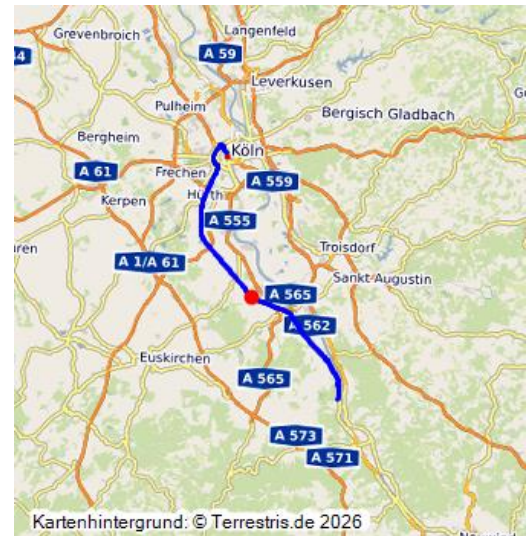 Grevenbroich
Langenfeld
A 59
44
Leverkusen
Pulheim
Bergisch Gladbach
Bergheim
Köln
A 61
Frechen
A 559
Kerpen
Hürth
A 555
Troisdorf
A 1/A 61
Sankt Augustin
A 565
A 562
Euskirchen
A 565
A 573
A 571
Kartenhintergrund: © Terrestris.de 2026